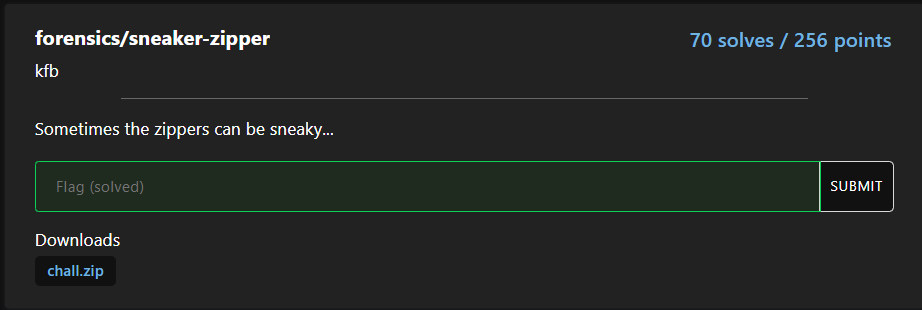 forensics/sneaker-zipper
70 solves / 256 points
kfb
Sometimes the zippers can be sneaky...
Flag (solved)
SUBMIT
Downloads
chall.zip